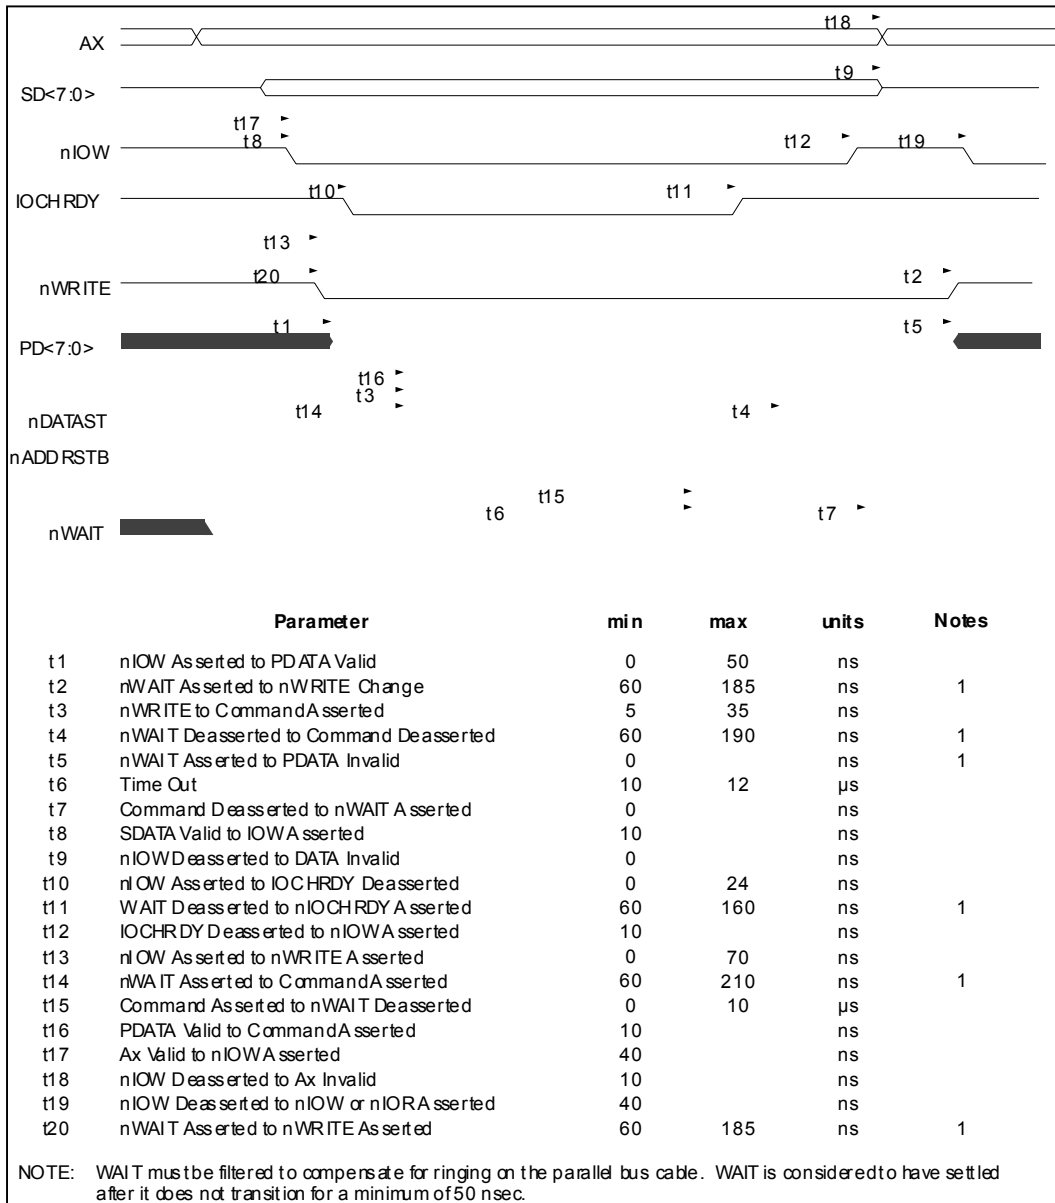 t18
AX
t9
SD<7:0>
t17
t8 t12 t19
nIOW
t10 t11
IOCHRDY
t13
t20 t2
nWRITE
t1 t5
PD<7:0>
t16
t3
t14 t4
nDATAST
nADDRSTB
t15
t6 t7
nWAIT
Parameter min max units Notes
t1 nIOW Asserted to PDATA Valid 0 50 ns
t2 nWAIT Asserted to nWRITE Change 60 185 ns 1
t3 nWRITE to Command Asserted 5 35 ns
t4 nWAIT Deasserted to Command Deasserted 60 190 ns 1
t5 nWAIT Asserted to PDATA Invalid 0 ns 1
t6 Time Out 10 12 µs
t7 Command Deasserted to nWAIT Asserted 0 ns
t8 SDATA Valid to IOW Asserted 10 ns
t9 nIOW Deasserted to DATA Invalid 0 ns
t10 nIOW Asserted to IOCHRDY Deasserted 0 24 ns
t11 WAIT Deasserted to nIOCHRDY Asserted 60 160 ns 1
t12 IOCHRDY Deasserted to nIOW Asserted 10 ns
t13 nIOW Asserted to nWRITE Asserted 0 70 ns
t14 nWAIT Asserted to Command Asserted 60 210 ns 1
t15 Command Asserted to nWAIT Deasserted 0 10 µs
t16 PDATA Valid to Command Asserted 10 ns
t17 Ax Valid to nIOW Asserted 40 ns
t18 nIOW Deasserted to Ax Invalid 10 ns
t19 nIOW Deasserted to nIOW or nIOR Asserted 40 ns
t20 nWAIT Asserted to nWRITE Asserted 60 185 ns 1
NOTE: WAIT must be filtered to compensate for ringing on the parallel bus cable. WAIT is considered to have settled
after it does not transition for a minimum of 50 nsec.